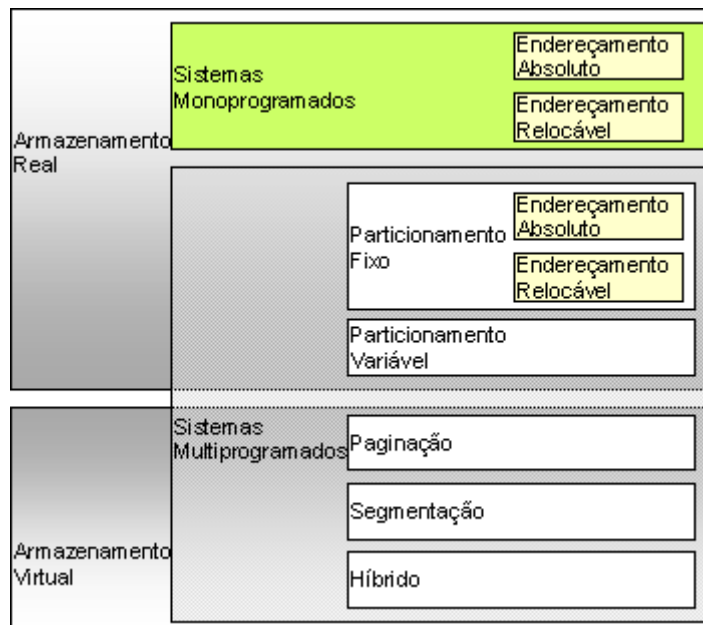 Armazenamento
Real
Sistemas
Monoprogramados
Endereçamento
Absoluto
Endereçamento
Relocável
Particionamento
Fixo
Endereçamento
Absoluto
Endereçamento
Relocável
Particionamento
Variável
Armazenamento
Virtual
Sistemas
Multiprogramados
Paginação
Segmentação
Híbrido